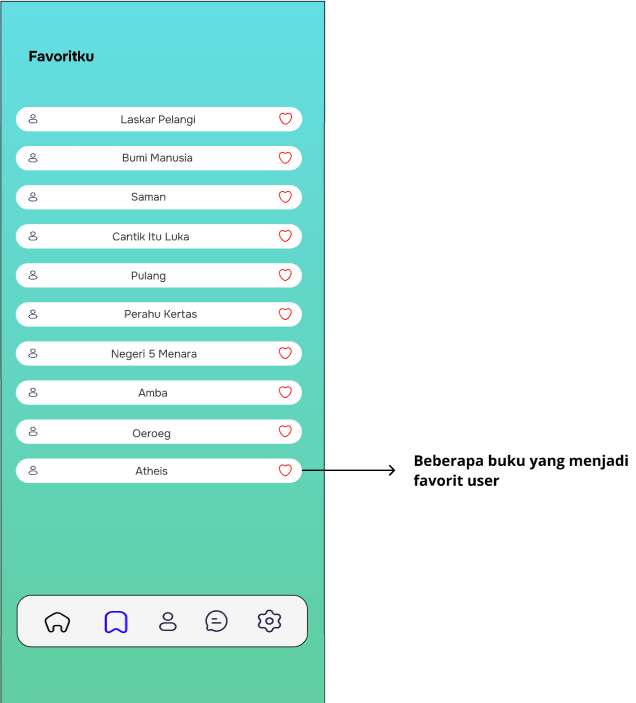 Favoritku
Laskar Pelangi
Bumi Manusia
Saman
Cantik Itu Luka
Pulang
Perahu Kertas
Negeri 5 Menara
Amba
Oeroeg
Atheis
Beberapa buku yang menjadi
favorit user